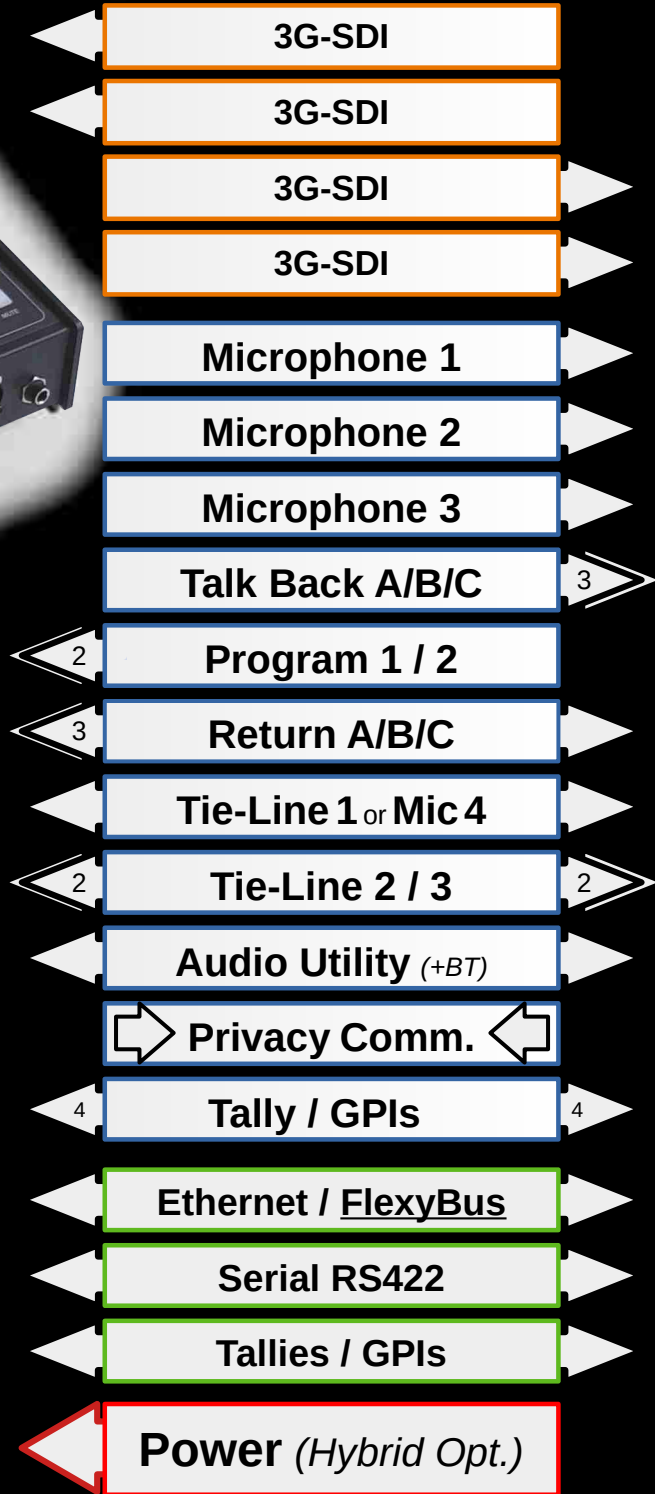 3G-SDI
3G-SDI
3G-SDI
3G-SDI
MUTE
Microphone 1
Microphone 2
Microphone 3
Talk Back A/B/C 3
2 Program 1 / 2
3 Return A/B/C
Tie-Line 1 or Mic 4
2 Tie-Line 2 / 3 2
Audio Utility (+BT)
Privacy Comm.
4 Tally / GPIs 4
Ethernet / FlexyBus
Serial RS422
Tallies / GPIs
Power (Hybrid Opt.)